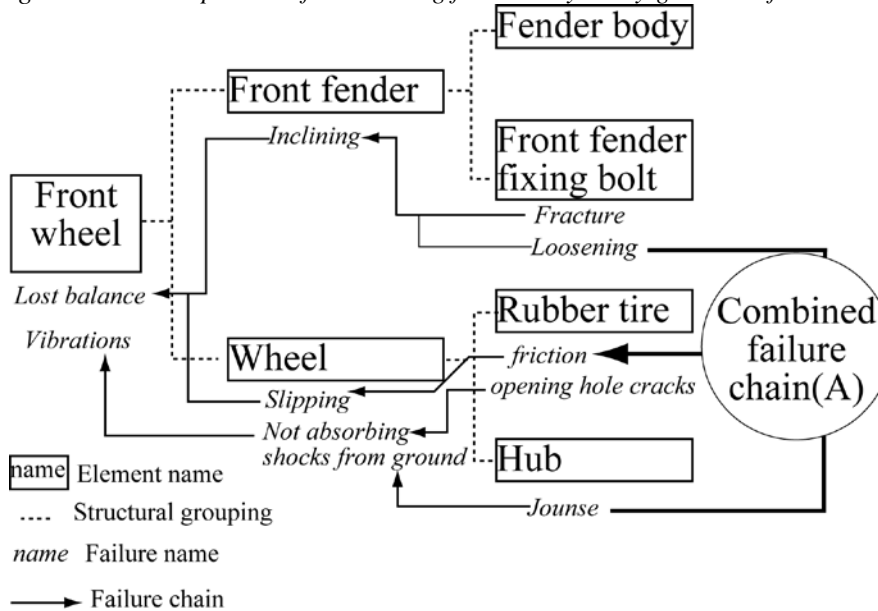 Fender body
Front fender
Inclining
Front fender
fixing bolt
Front
wheel
Fracture
Loosening
Lost balance
Vibrations
Rubber tire
Combined
failure
chain(A)
Wheel
friction
Slipping
opening hole cracks
Not absorbing
shocks from ground
Hub
Jounse
name Element name
Structural grouping
name Failure name
Failure chain